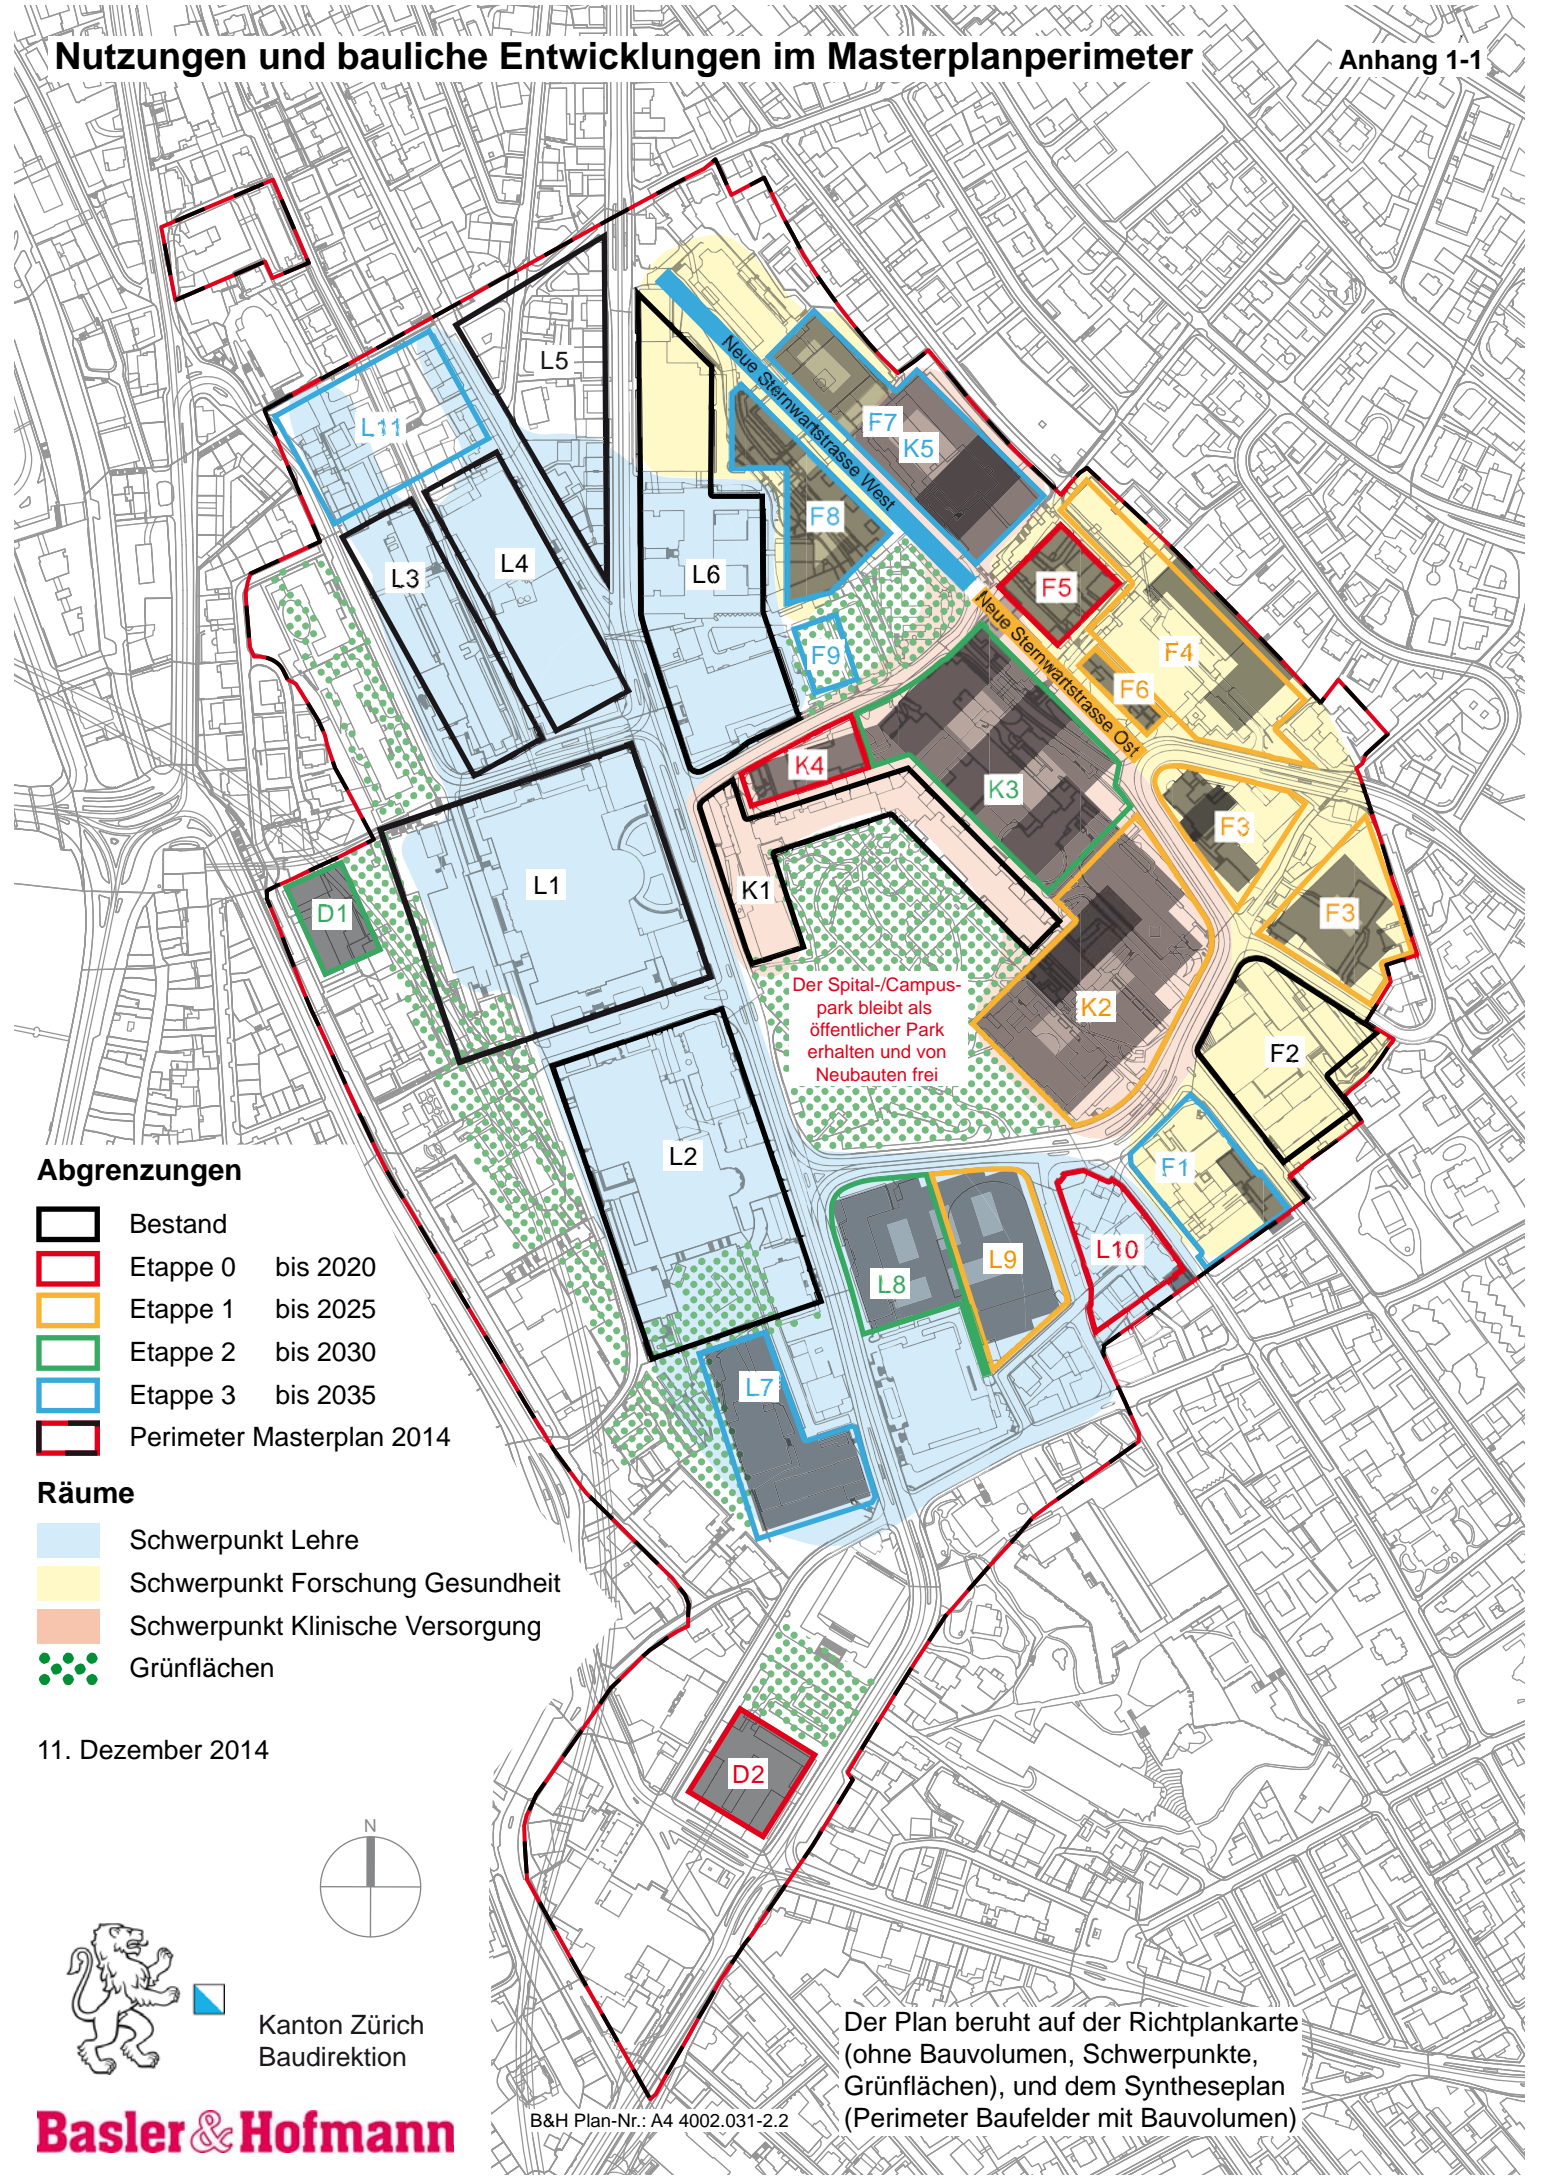 Nutzungen und bauliche Entwicklungen im Masterplanperimeter
Anhang 1-1
L5
Neue Sternwartstrasse West
L11
F7
K5
F8
L3
L4
L6
F5
Neue Sternwartstrasse Ost
F9
F4
F6
K4
K3
F3
L1
K1
D1
F3
Der Spital-/Campus-
park bleibt als
öffentlicher Park
erhalten und von
Neubauten frei
K2
F2
L2
F1
L10
L9
L8
L7
D2
Abgrenzungen
Bestand
Etappe 0 bis 2020
Etappe 1 bis 2025
Etappe 2 bis 2030
Etappe 3 bis 2035
Perimeter Masterplan 2014
Räume
Schwerpunkt Lehre
Schwerpunkt Forschung Gesundheit
Schwerpunkt Klinische Versorgung
Grünflächen
11. Dezember 2014
N
Kanton Zürich
Baudirektion
Basler & Hofmann
B&H Plan-Nr.: A4 4002.031-2.2
Der Plan beruht auf der Richtplankarte
(ohne Bauvolumen, Schwerpunkte,
Grünflächen), und dem Syntheseplan
(Perimeter Baufelder mit Bauvolumen)